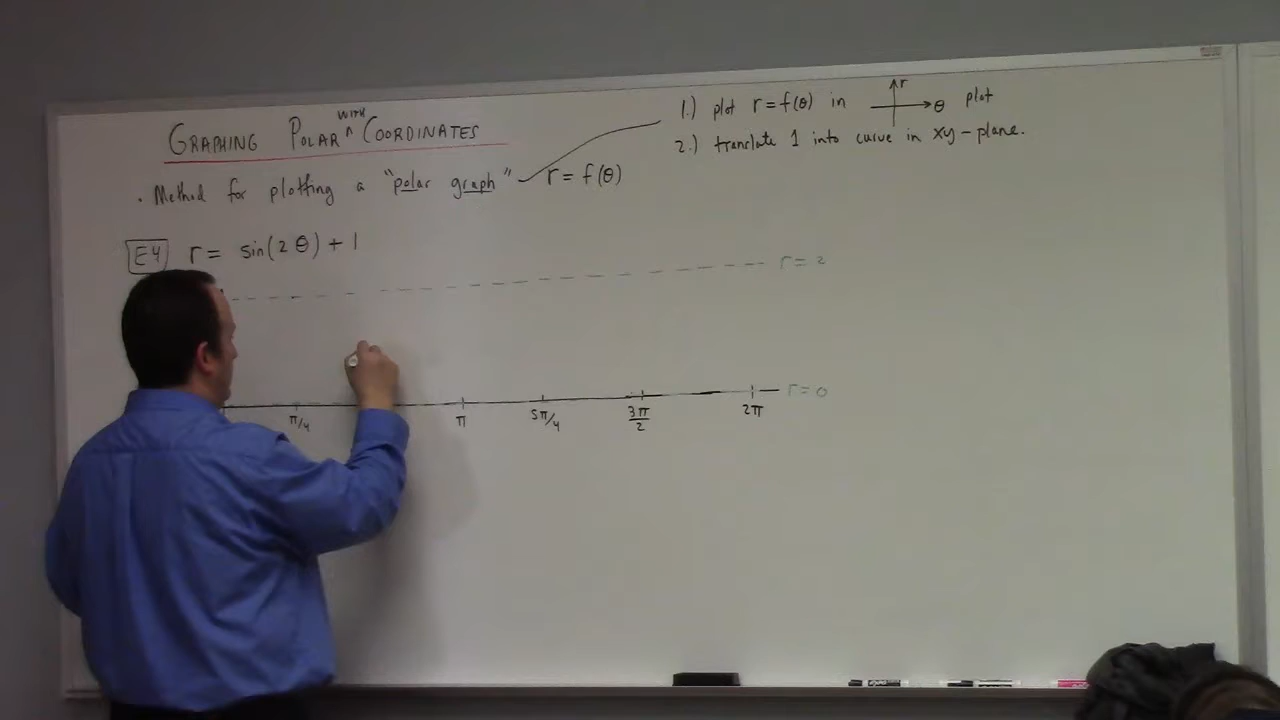 GRAPHING POLAR WITH COORDINATES
• Method for plotting a "polar graph" r = f(θ)
1.) plot r = f(θ) in r θ plot
2.) translate 1 into curve in xy-plane.
E4 r = sin(2θ) + 1
r = 2
r = 0
π/4 π 5π/4 3π/2 2π